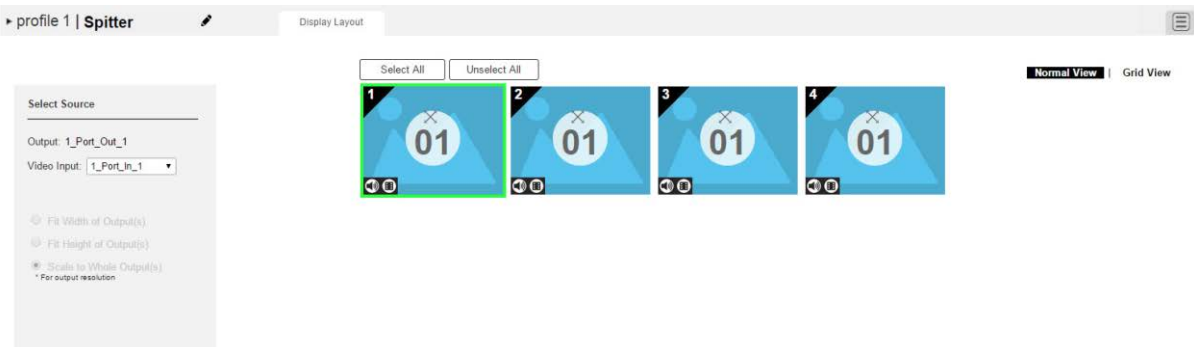 profile 1 | Spitter
Display Layout
Select All
Unselect All
Normal View | Grid View
Select Source
Output: 1_Port_Out_1
Video Input: 1_Port_In_1
Fit Width of Output(s)
Fit Height of Output(s)
Scale to Whole Output(s)
* For output resolution
1
01
2
01
3
01
4
01